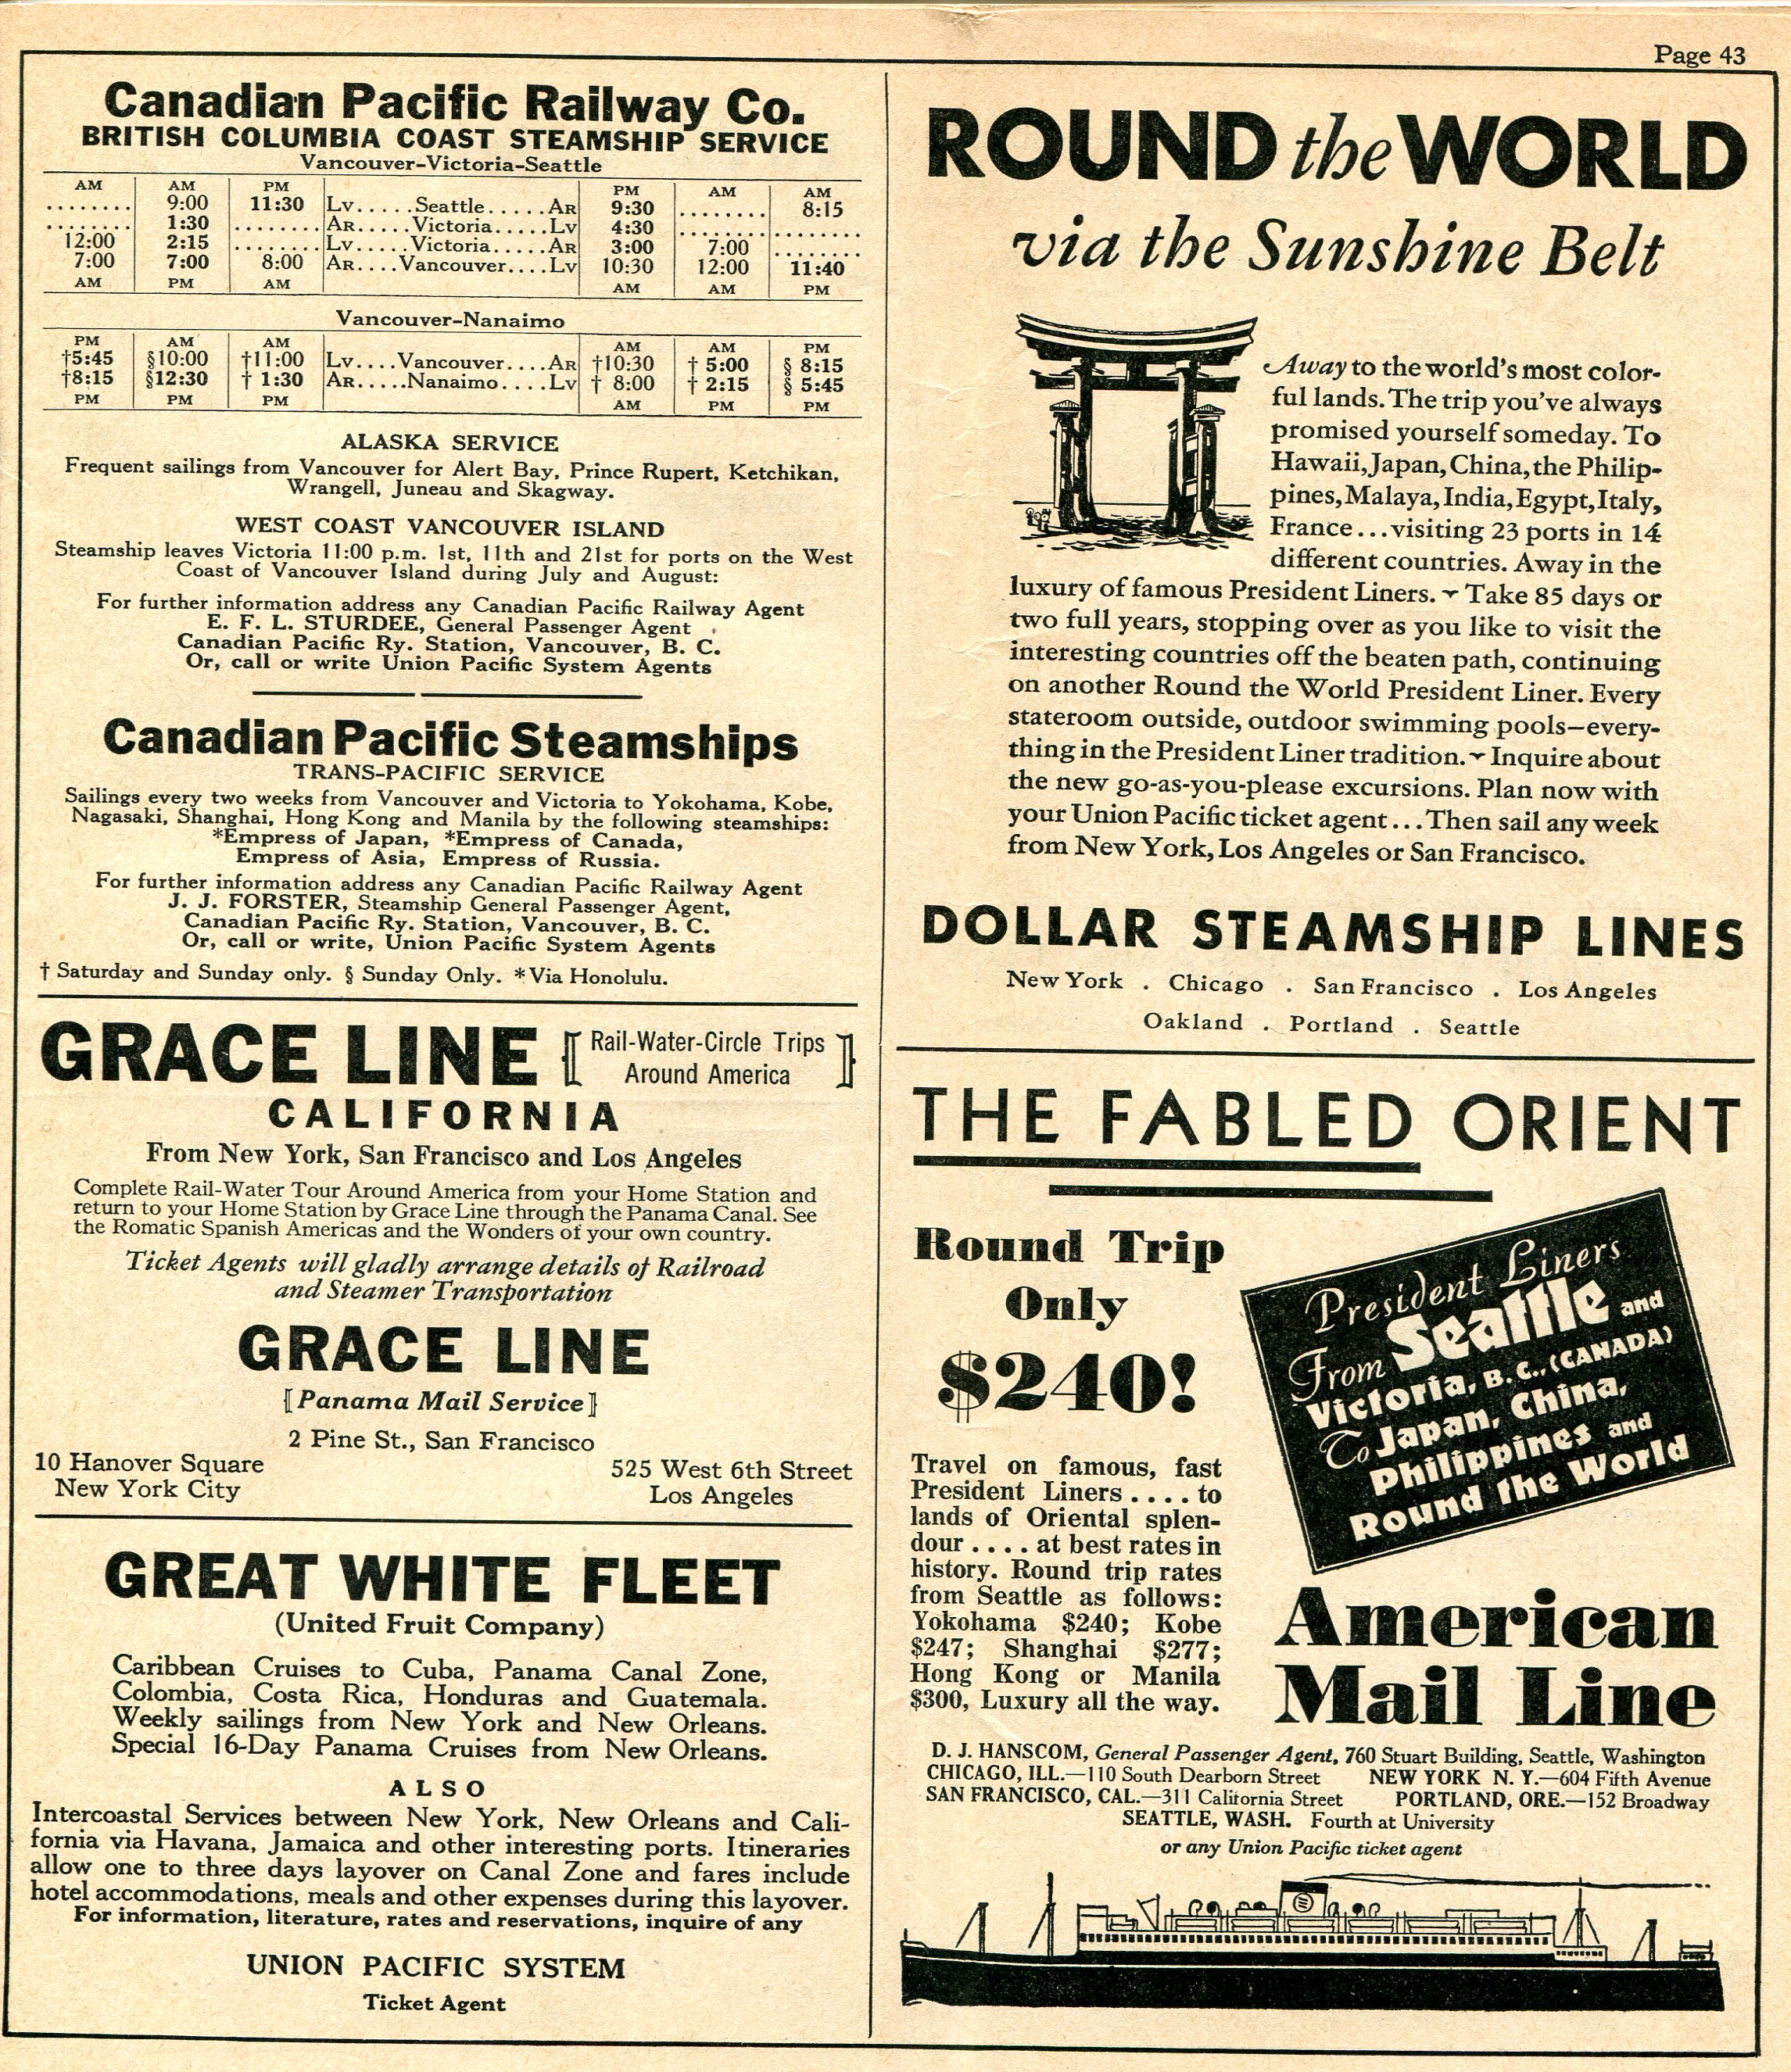 Page 43
Canadian Pacific Railway Co.
BRITISH COLUMBIA COAST STEAMSHIP SERVICE
Vancouver-Victoria-Seattle
AM AM PM PM AM AM
........ 9:00 11:30 Lv.....Seattle.....Ar 9:30 ........ 8:15
........ 1:30 ........ Ar.....Victoria.....Lv 4:30 ........ ........
12:00 2:15 ........ Lv.....Victoria.....Ar 3:00 7:00 ........
7:00 7:00 8:00 Ar....Vancouver....Lv 10:30 12:00 11:40
AM PM AM AM AM PM
Vancouver-Nanaimo
PM AM AM AM AM PM
†5:45 §10:00 †11:00 Lv....Vancouver....Ar †10:30 † 5:00 § 8:15
†8:15 §12:30 † 1:30 Ar.....Nanaimo....Lv † 8:00 † 2:15 § 5:45
PM PM PM AM PM PM
ALASKA SERVICE
Frequent sailings from Vancouver for Alert Bay, Prince Rupert, Ketchikan,
Wrangell, Juneau and Skagway.
WEST COAST VANCOUVER ISLAND
Steamship leaves Victoria 11:00 p.m. 1st, 11th and 21st for ports on the West
Coast of Vancouver Island during July and August:
For further information address any Canadian Pacific Railway Agent
E. F. L. STURDEE, General Passenger Agent
Canadian Pacific Ry. Station, Vancouver, B. C.
Or, call or write Union Pacific System Agents
Canadian Pacific Steamships
TRANS-PACIFIC SERVICE
Sailings every two weeks from Vancouver and Victoria to Yokohama, Kobe,
Nagasaki, Shanghai, Hong Kong and Manila by the following steamships:
*Empress of Japan, *Empress of Canada,
Empress of Asia, Empress of Russia.
For further information address any Canadian Pacific Railway Agent
J. J. FORSTER, Steamship General Passenger Agent,
Canadian Pacific Ry. Station, Vancouver, B. C.
Or, call or write, Union Pacific System Agents
† Saturday and Sunday only. § Sunday Only. *Via Honolulu.
GRACE LINE [Rail-Water-Circle Trips
Around America]
CALIFORNIA
From New York, San Francisco and Los Angeles
Complete Rail-Water Tour Around America from your Home Station and
return to your Home Station by Grace Line through the Panama Canal. See
the Romatic Spanish Americas and the Wonders of your own country.
Ticket Agents will gladly arrange details of Railroad
and Steamer Transportation
GRACE LINE
[Panama Mail Service]
2 Pine St., San Francisco
10 Hanover Square
New York City
525 West 6th Street
Los Angeles
GREAT WHITE FLEET
(United Fruit Company)
Caribbean Cruises to Cuba, Panama Canal Zone,
Colombia, Costa Rica, Honduras and Guatemala.
Weekly sailings from New York and New Orleans.
Special 16-Day Panama Cruises from New Orleans.
ALSO
Intercoastal Services between New York, New Orleans and Cali-
fornia via Havana, Jamaica and other interesting ports. Itineraries
allow one to three days layover on Canal Zone and fares include
hotel accommodations, meals and other expenses during this layover.
For information, literature, rates and reservations, inquire of any
UNION PACIFIC SYSTEM
Ticket Agent
ROUND the WORLD
via the Sunshine Belt
Away to the world's most color-
ful lands. The trip you've always
promised yourself someday. To
Hawaii, Japan, China, the Philip-
pines, Malaya, India, Egypt, Italy,
France...visiting 23 ports in 14
different countries. Away in the
luxury of famous President Liners. Take 85 days or
two full years, stopping over as you like to visit the
interesting countries off the beaten path, continuing
on another Round the World President Liner. Every
stateroom outside, outdoor swimming pools—every-
thing in the President Liner tradition. Inquire about
the new go-as-you-please excursions. Plan now with
your Union Pacific ticket agent...Then sail any week
from New York, Los Angeles or San Francisco.
DOLLAR STEAMSHIP LINES
New York . Chicago . San Francisco . Los Angeles
Oakland . Portland . Seattle
THE FABLED ORIENT
Round Trip
Only
$240!
Travel on famous, fast
President Liners .... to
lands of Oriental splen-
dour .... at best rates in
history. Round trip rates
from Seattle as follows:
Yokohama $240; Kobe
$247; Shanghai $277;
Hong Kong or Manila
$300, Luxury all the way.
President Liners
From Seattle and
Victoria, B. C., (CANADA)
To Japan, China,
Philippines and
Round the World
American
Mail Line
D. J. HANSCOM, General Passenger Agent, 760 Stuart Building, Seattle, Washington
CHICAGO, ILL.—110 South Dearborn Street NEW YORK N. Y.—604 Fifth Avenue
SAN FRANCISCO, CAL.—311 California Street PORTLAND, ORE.—152 Broadway
SEATTLE, WASH. Fourth at University
or any Union Pacific ticket agent